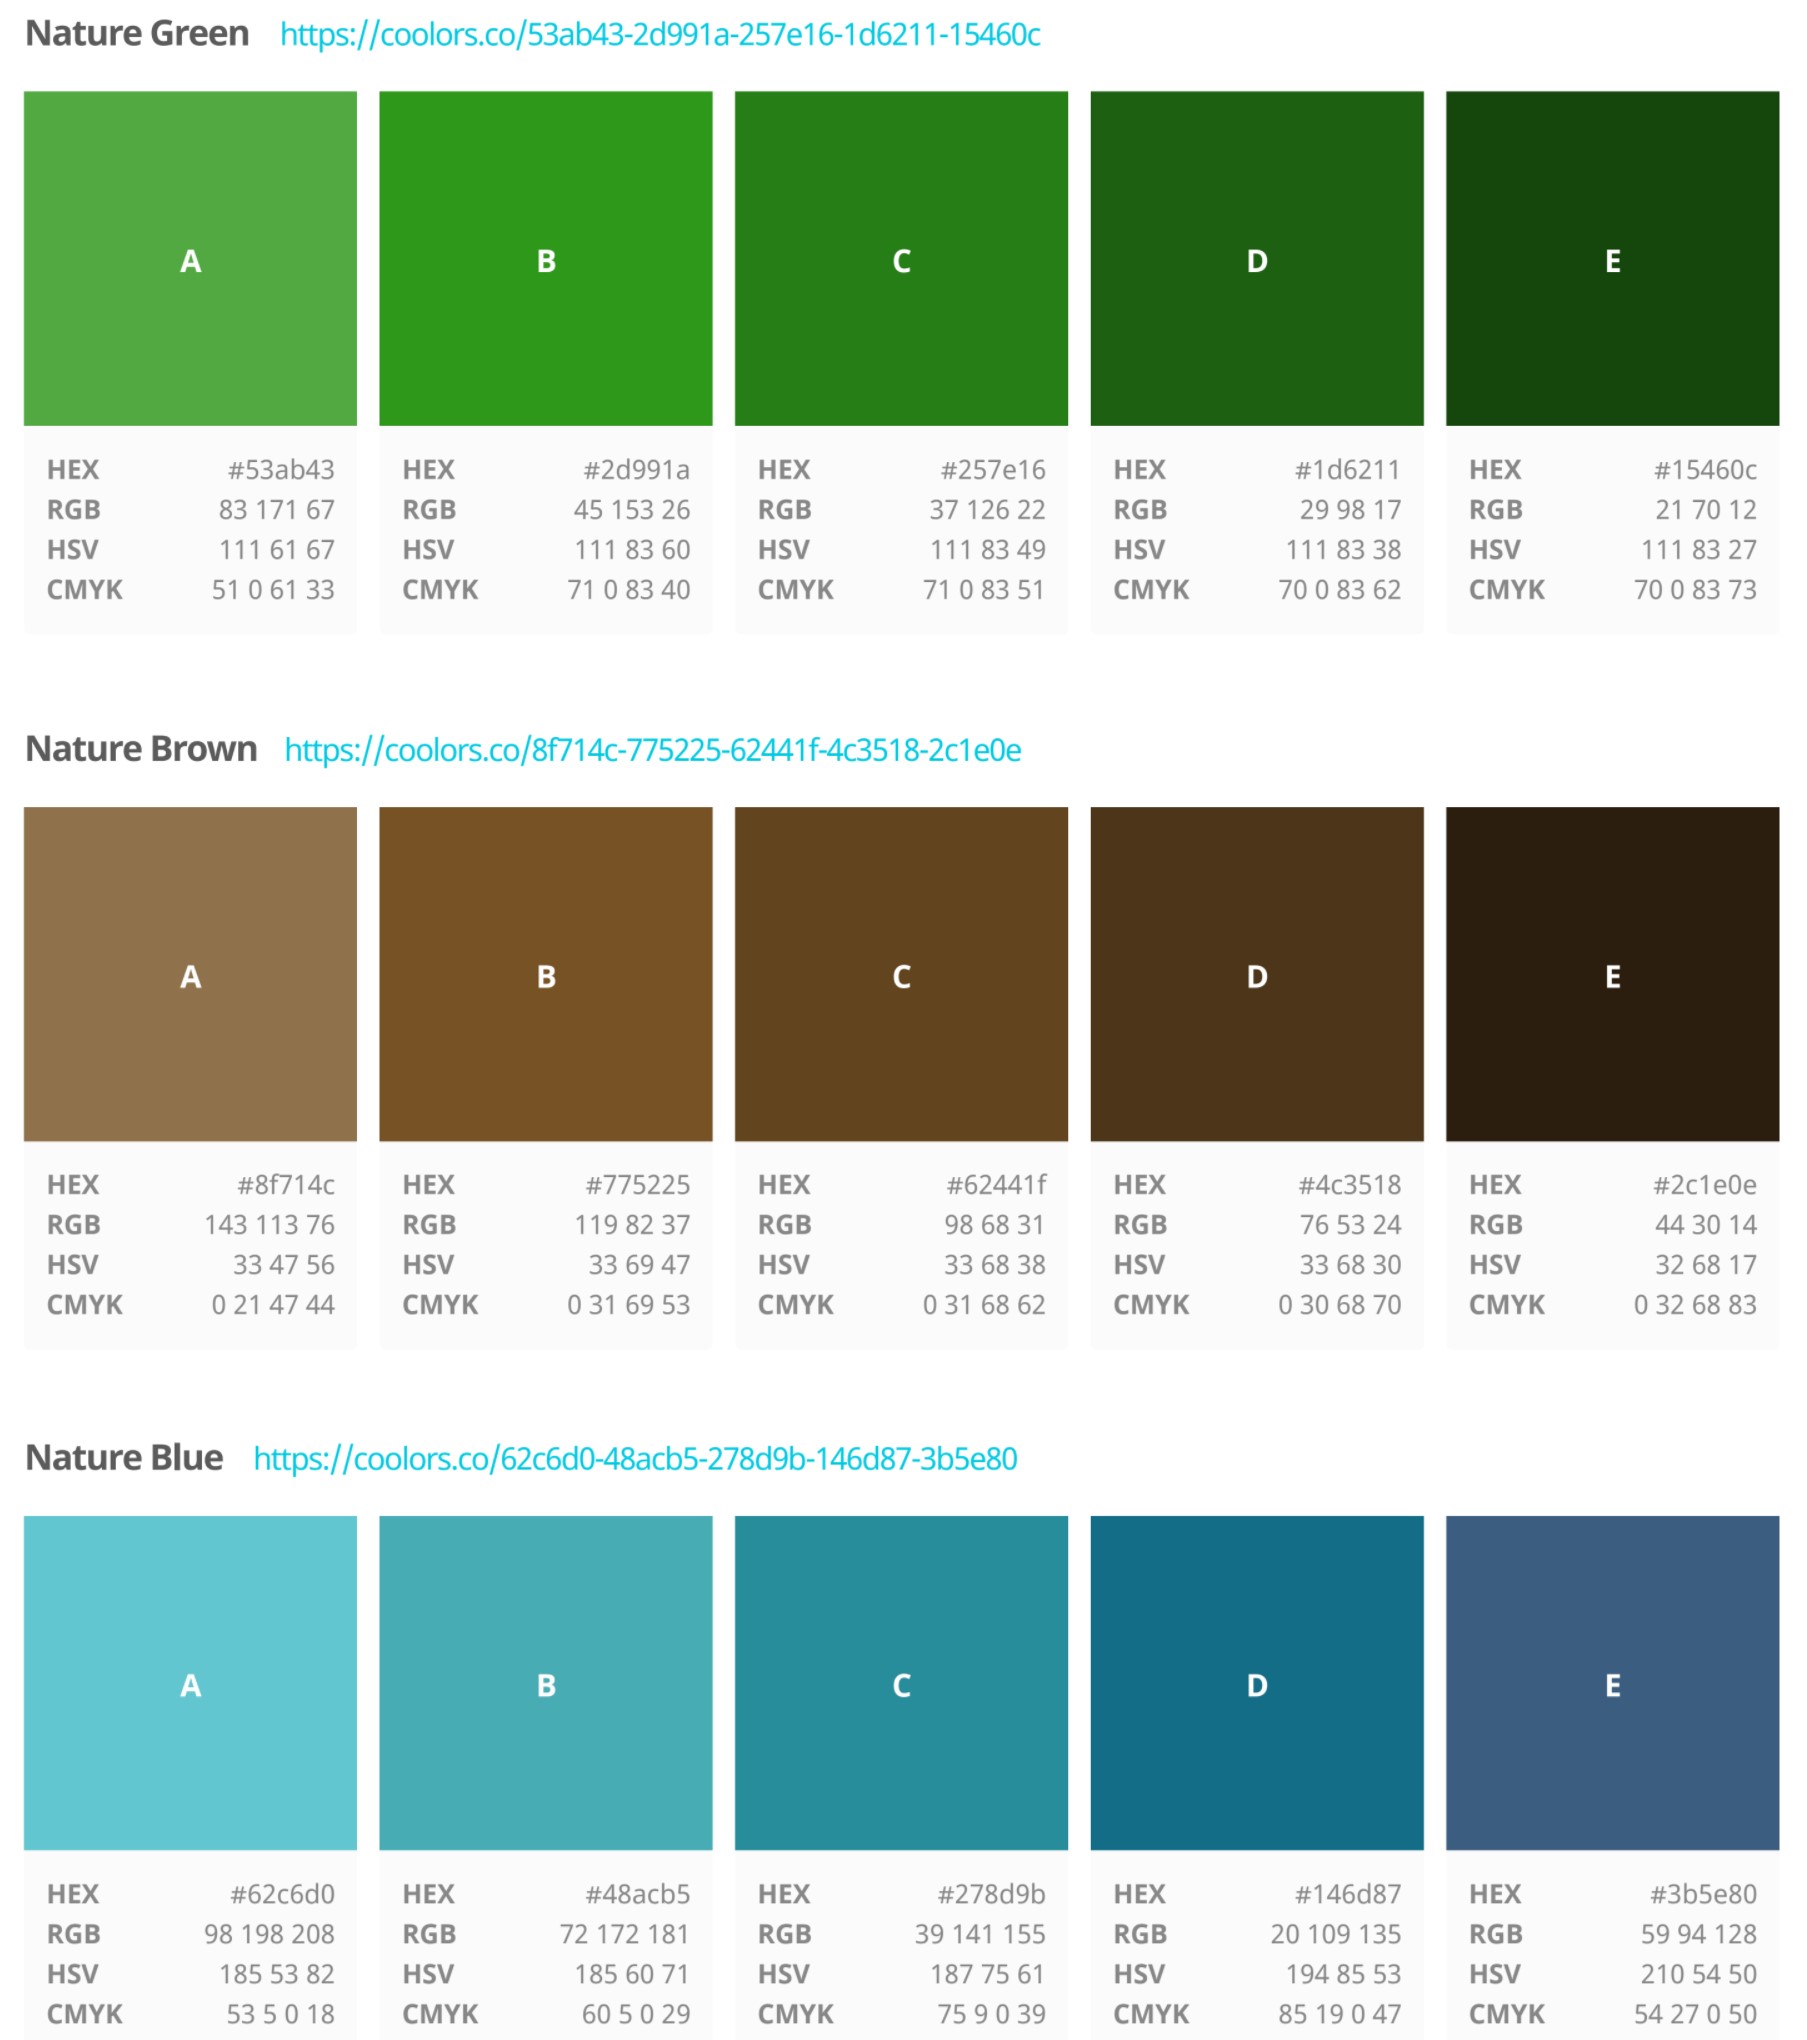 Nature Green https://coolors.co/53ab43-2d991a-257e16-1d6211-15460c
A B C D E
HEX #53ab43 HEX #2d991a HEX #257e16 HEX #1d6211 HEX #15460c
RGB 83 171 67 RGB 45 153 26 RGB 37 126 22 RGB 29 98 17 RGB 21 70 12
HSV 111 61 67 HSV 111 83 60 HSV 111 83 49 HSV 111 83 38 HSV 111 83 27
CMYK 51 0 61 33 CMYK 71 0 83 40 CMYK 71 0 83 51 CMYK 70 0 83 62 CMYK 70 0 83 73
Nature Brown https://coolors.co/8f714c-775225-62441f-4c3518-2c1e0e
A B C D E
HEX #8f714c HEX #775225 HEX #62441f HEX #4c3518 HEX #2c1e0e
RGB 143 113 76 RGB 119 82 37 RGB 98 68 31 RGB 76 53 24 RGB 44 30 14
HSV 33 47 56 HSV 33 69 47 HSV 33 68 38 HSV 33 68 30 HSV 32 68 17
CMYK 0 21 47 44 CMYK 0 31 69 53 CMYK 0 31 68 62 CMYK 0 30 68 70 CMYK 0 32 68 83
Nature Blue https://coolors.co/62c6d0-48acb5-278d9b-146d87-3b5e80
A B C D E
HEX #62c6d0 HEX #48acb5 HEX #278d9b HEX #146d87 HEX #3b5e80
RGB 98 198 208 RGB 72 172 181 RGB 39 141 155 RGB 20 109 135 RGB 59 94 128
HSV 185 53 82 HSV 185 60 71 HSV 187 75 61 HSV 194 85 53 HSV 210 54 50
CMYK 53 5 0 18 CMYK 60 5 0 29 CMYK 75 9 0 39 CMYK 85 19 0 47 CMYK 54 27 0 50